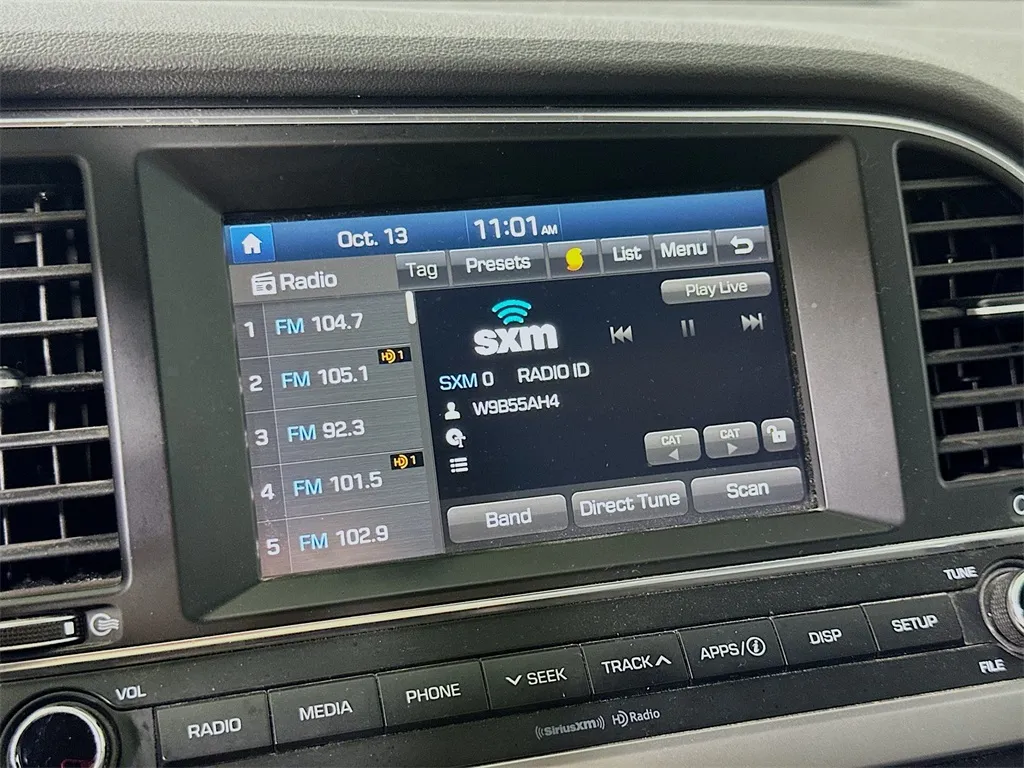 Oct. 13
11:01 AM
Radio
Tag
Presets
List
Menu
Play Live
1 FM 104.7
HD 1
2 FM 105.1
3 FM 92.3
HD 1
4 FM 101.5
5 FM 102.9
sxm
SXM 0 RADIO ID
W9B55AH4
CAT
CAT
Band
Direct Tune
Scan
VOL
RADIO
MEDIA
PHONE
SEEK
TRACK
APPS/i
DISP
SETUP
TUNE
FILE
((SiriusXM)) HD Radio